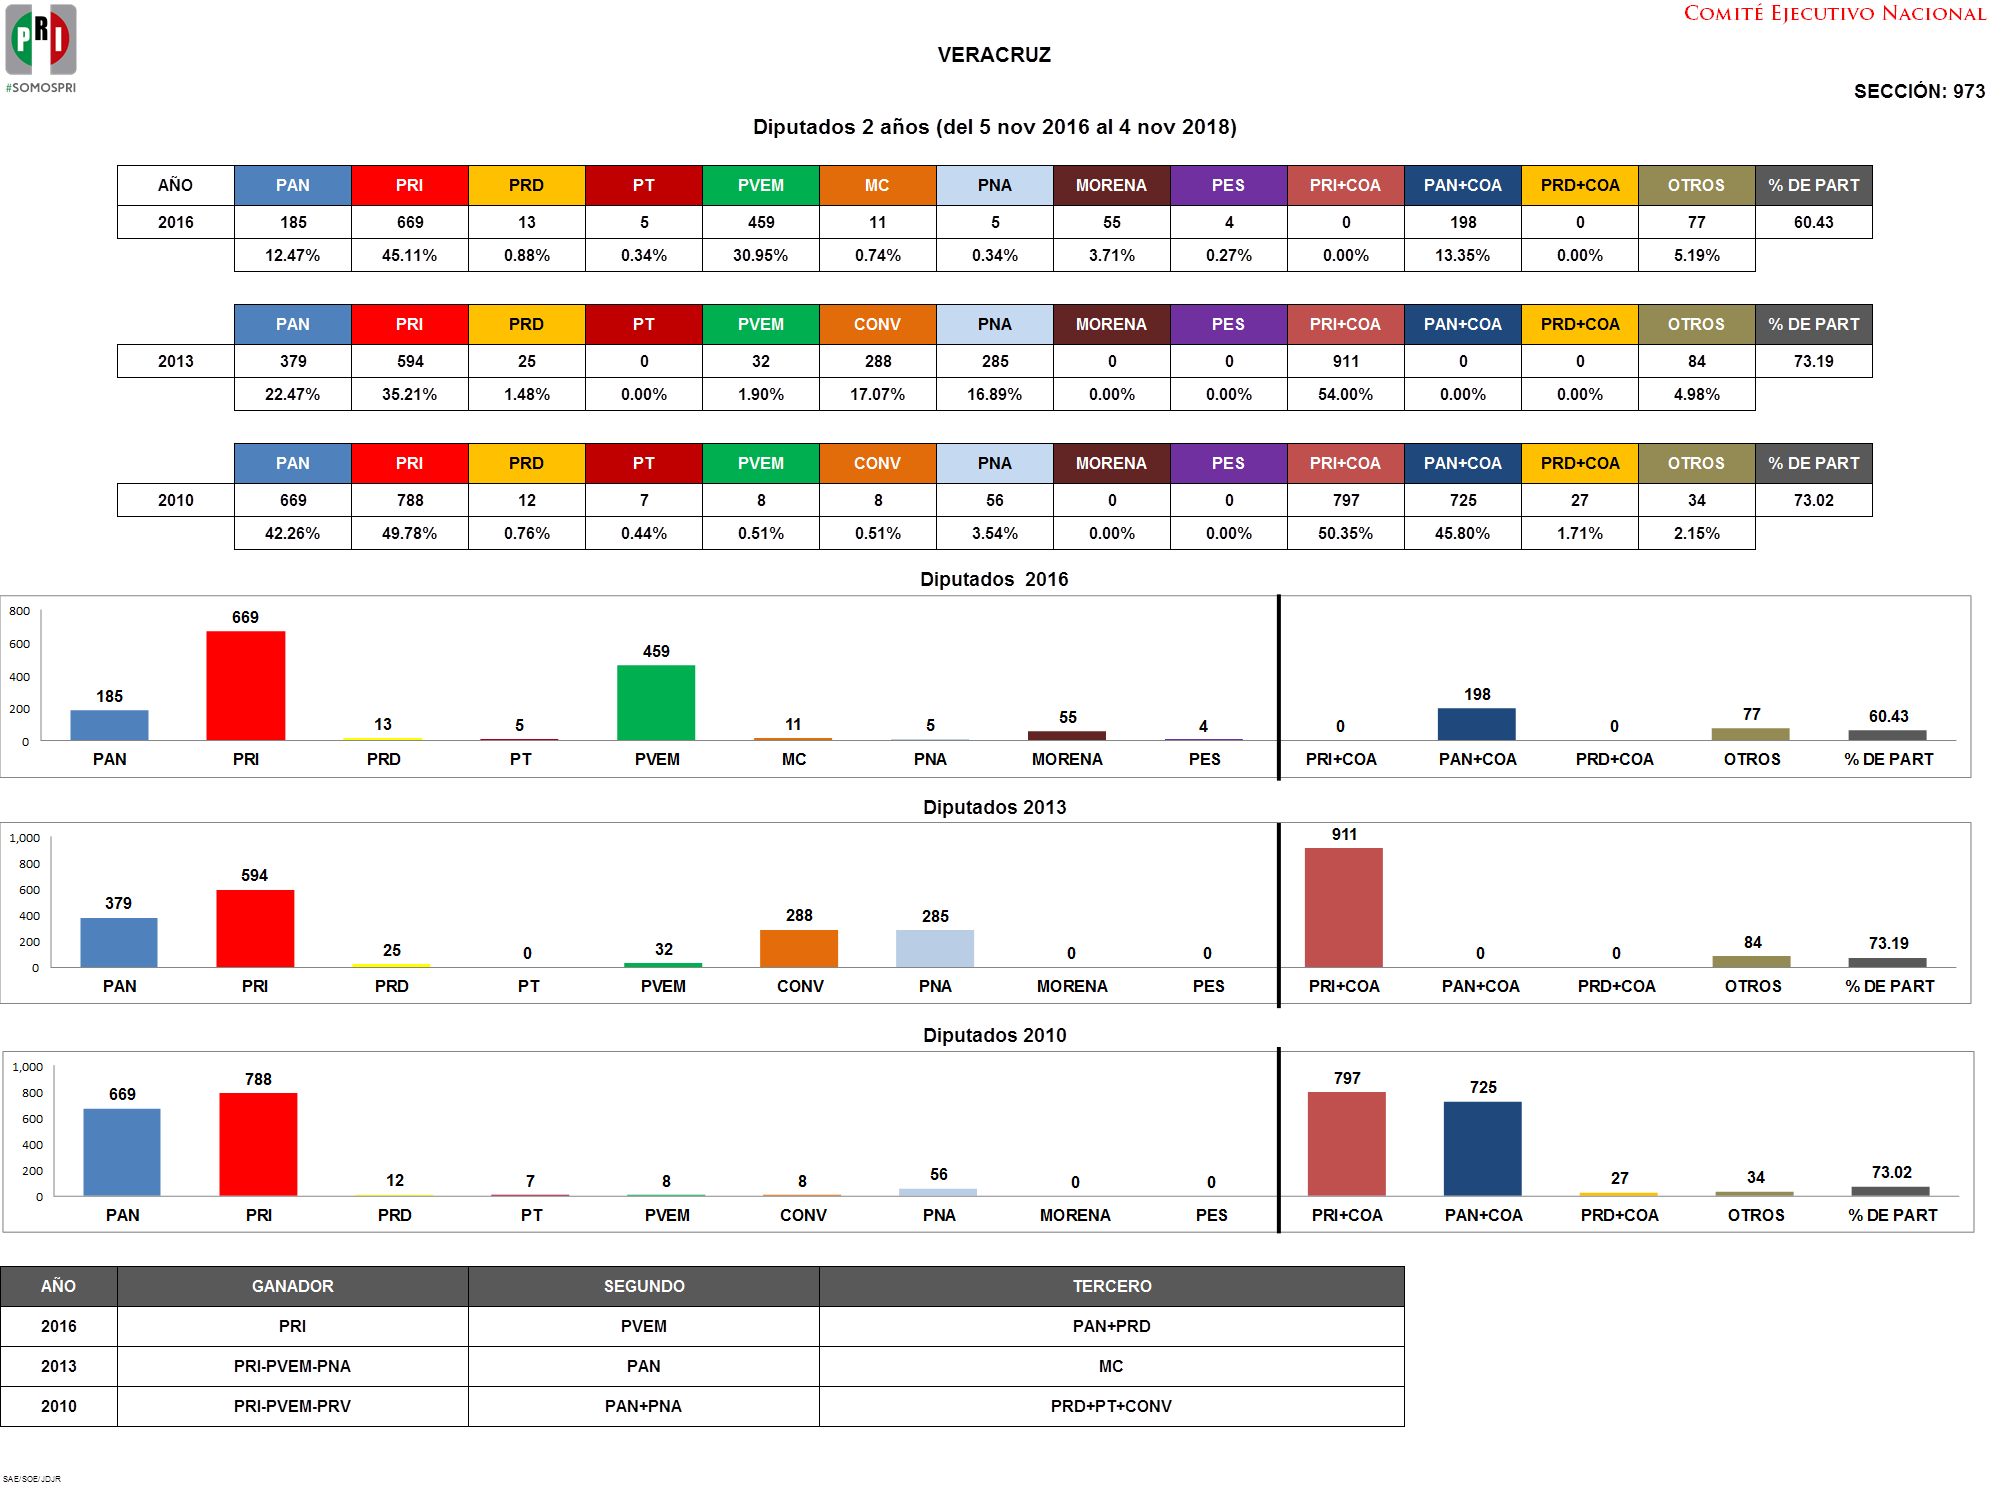 PRI
#SOMOSPRI
COMITÉ EJECUTIVO NACIONAL
VERACRUZ
SECCIÓN: 973
Diputados 2 años (del 5 nov 2016 al 4 nov 2018)
AÑO PAN PRI PRD PT PVEM MC PNA MORENA PES PRI+COA PAN+COA PRD+COA OTROS % DE PART
2016 185 669 13 5 459 11 5 55 4 0 198 0 77 60.43
12.47% 45.11% 0.88% 0.34% 30.95% 0.74% 0.34% 3.71% 0.27% 0.00% 13.35% 0.00% 5.19%
PAN PRI PRD PT PVEM CONV PNA MORENA PES PRI+COA PAN+COA PRD+COA OTROS % DE PART
2013 379 594 25 0 32 288 285 0 0 911 0 0 84 73.19
22.47% 35.21% 1.48% 0.00% 1.90% 17.07% 16.89% 0.00% 0.00% 54.00% 0.00% 0.00% 4.98%
PAN PRI PRD PT PVEM CONV PNA MORENA PES PRI+COA PAN+COA PRD+COA OTROS % DE PART
2010 669 788 12 7 8 8 56 0 0 797 725 27 34 73.02
42.26% 49.78% 0.76% 0.44% 0.51% 0.51% 3.54% 0.00% 0.00% 50.35% 45.80% 1.71% 2.15%
Diputados 2016
800
600
400
200
0
185 669 13 5 459 11 5 55 4 0 198 0 77 60.43
PAN PRI PRD PT PVEM MC PNA MORENA PES PRI+COA PAN+COA PRD+COA OTROS % DE PART
Diputados 2013
1,000
800
600
400
200
0
379 594 25 0 32 288 285 0 0 911 0 0 84 73.19
PAN PRI PRD PT PVEM CONV PNA MORENA PES PRI+COA PAN+COA PRD+COA OTROS % DE PART
Diputados 2010
1,000
800
600
400
200
0
669 788 12 7 8 8 56 0 0 797 725 27 34 73.02
PAN PRI PRD PT PVEM CONV PNA MORENA PES PRI+COA PAN+COA PRD+COA OTROS % DE PART
AÑO GANADOR SEGUNDO TERCERO
2016 PRI PVEM PAN+PRD
2013 PRI-PVEM-PNA PAN MC
2010 PRI-PVEM-PRV PAN+PNA PRD+PT+CONV
SAE/SOE/JDJR